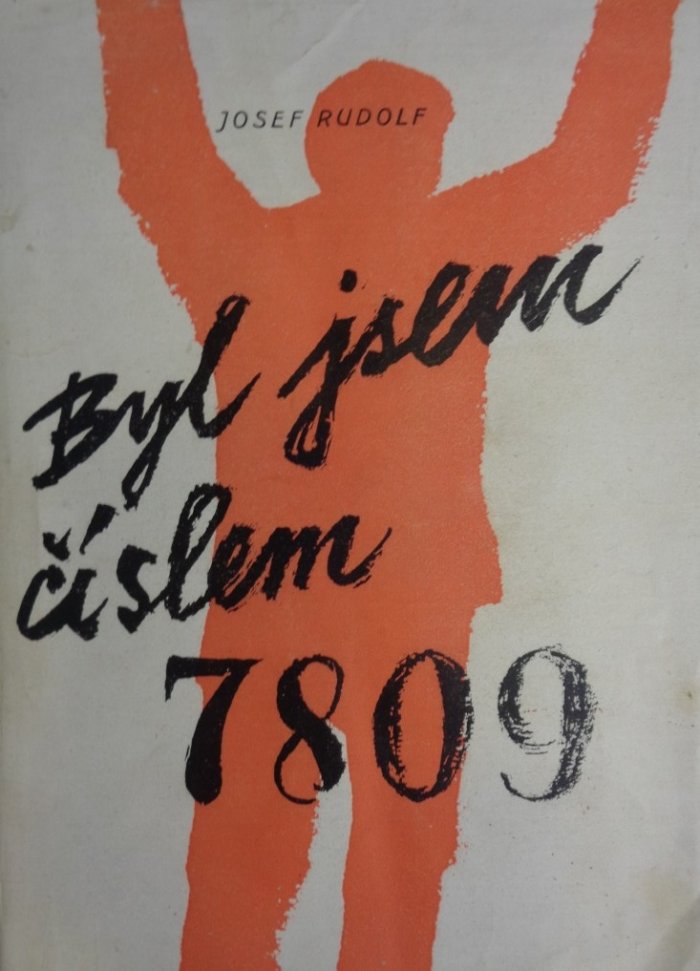 JOSEF RUDOLF
Byl jsem
číslem
7809